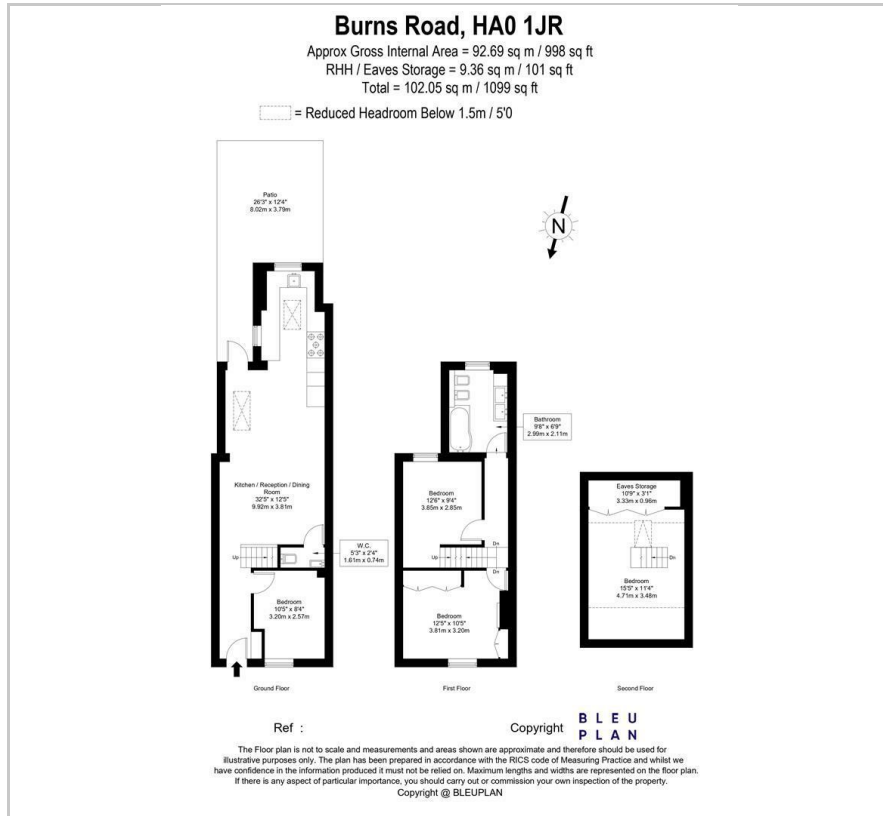 Burns Road, HA0 1JR
Approx Gross Internal Area = 92.69 sq m / 998 sq ft
RHH / Eaves Storage = 9.36 sq m / 101 sq ft
Total = 102.05 sq m / 1099 sq ft
= Reduced Headroom Below 1.5m / 5'0
Patio
26'3" x 12'4"
8.02m x 3.79m
N
Kitchen / Reception / Dining
Room
32'5" x 12'5"
9.92m x 3.81m
Up
W.C.
5'3" x 2'4"
1.61m x 0.74m
Bedroom
10'5" x 8'4"
3.20m x 2.57m
Ground Floor
Bathroom
9'8" x 6'9"
2.99m x 2.11m
Bedroom
12'6" x 9'4"
3.85m x 2.85m
Dn
Up
Dn
Bedroom
12'5" x 10'5"
3.81m x 3.20m
First Floor
Eaves Storage
10'9" x 3'1"
3.33m x 0.96m
Dn
Bedroom
15'5" x 11'4"
4.71m x 3.48m
Second Floor
Ref :
Copyright
BLEU
PLAN
The Floor plan is not to scale and measurements and areas shown are approximate and therefore should be used for
illustrative purposes only. The plan has been prepared in accordance with the RICS code of Measuring Practice and whilst we
have confidence in the information produced it must not be relied on. Maximum lengths and widths are represented on the floor plan.
If there is any aspect of particular importance, you should carry out or commission your own inspection of the property.
Copyright @ BLEUPLAN